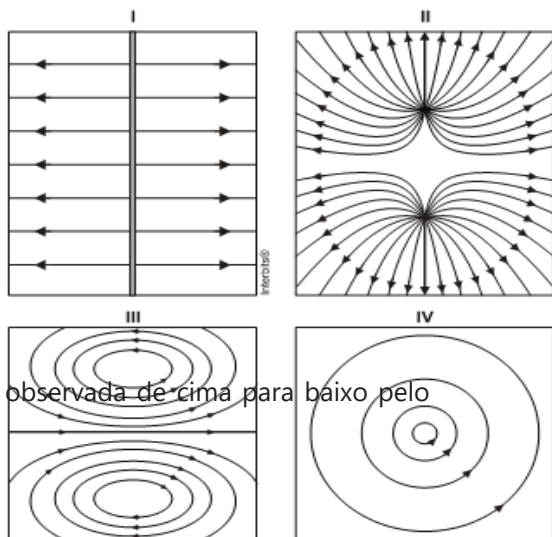 I
II
Interbits®
III
IV
observada de cima para baixo pelo